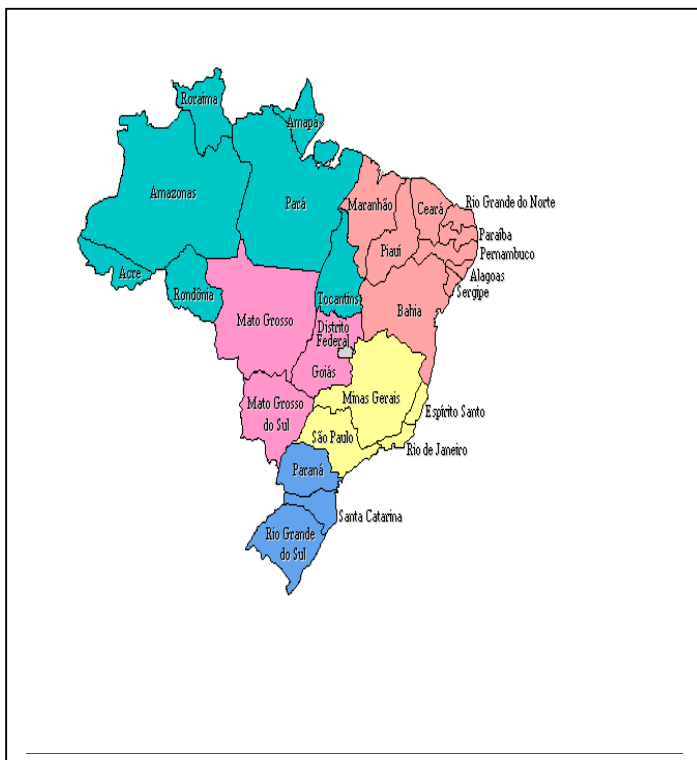 Roraima
Amapá
Amazonas
Pará
Maranhão
Ceará
Rio Grande do Norte
Paraíba
Piauí
Pernambuco
Acre
Rondônia
Tocantins
Alagoas
Sergipe
Bahia
Mato Grosso
Distrito
Federal
Goiás
Minas Gerais
Mato Grosso
do Sul
Espírito Santo
São Paulo
Rio de Janeiro
Paraná
Santa Catarina
Rio Grande
do Sul